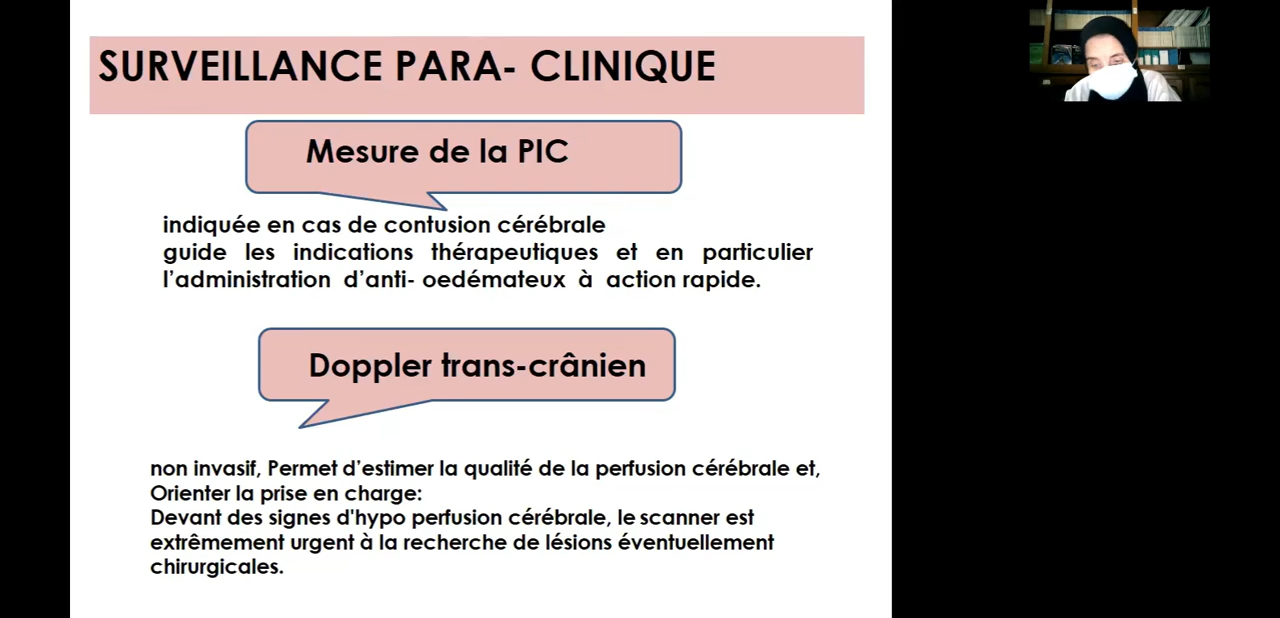 SURVEILLANCE PARA- CLINIQUE
Mesure de la PIC
indiquée en cas de contusion cérébrale
guide les indications thérapeutiques et en particulier
l’administration d’anti- oedémateux à action rapide.
Doppler trans-crânien
non invasif, Permet d’estimer la qualité de la perfusion cérébrale et,
Orienter la prise en charge:
Devant des signes d'hypo perfusion cérébrale, le scanner est
extrêmement urgent à la recherche de lésions éventuellement
chirurgicales.